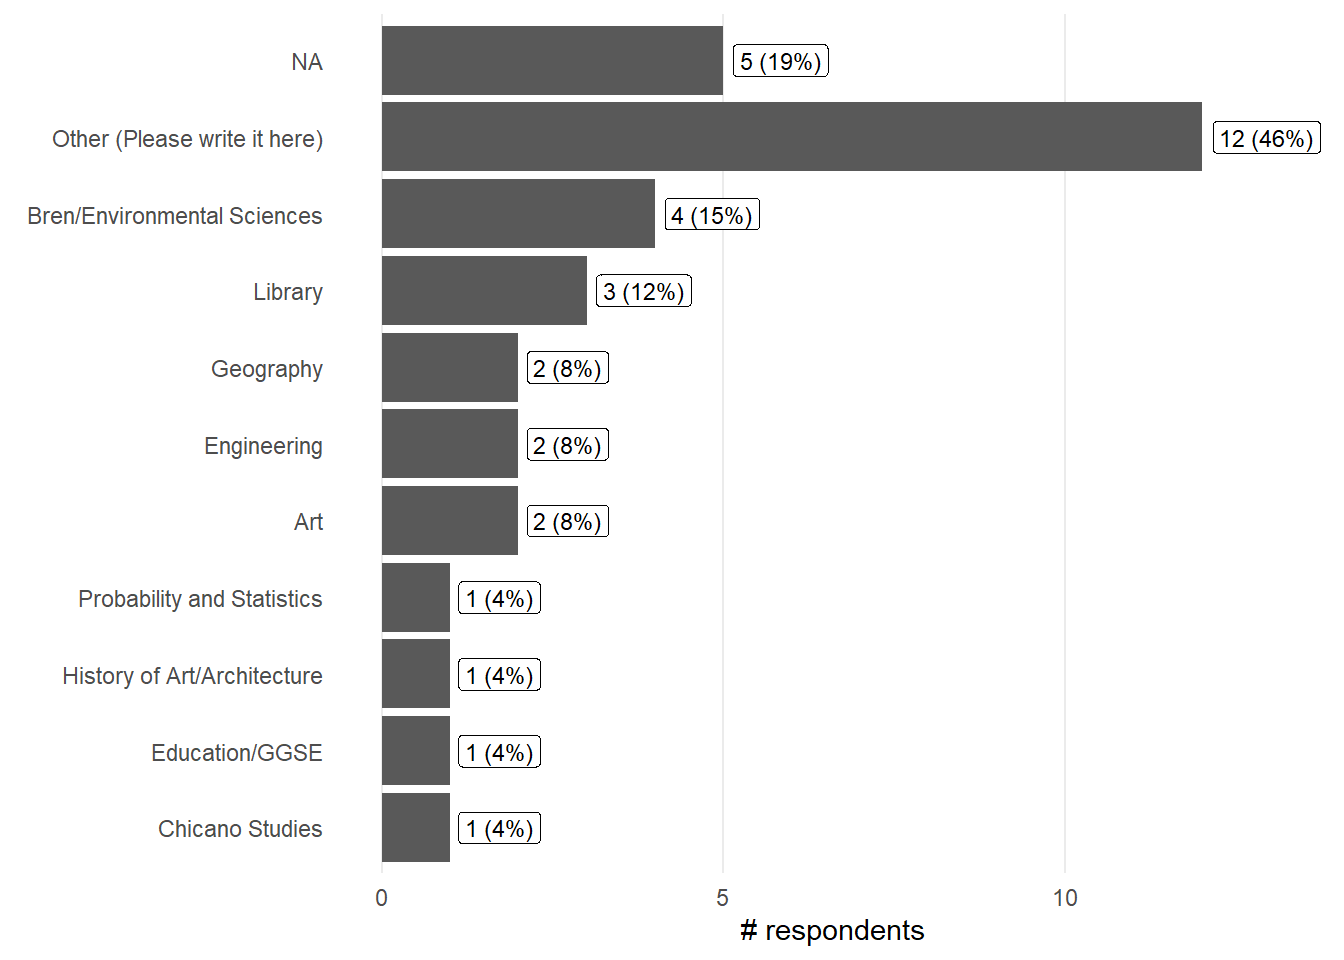 NA
5 (19%)
Other (Please write it here)
12 (46%)
Bren/Environmental Sciences
4 (15%)
Library
3 (12%)
Geography
2 (8%)
Engineering
2 (8%)
Art
2 (8%)
Probability and Statistics
1 (4%)
History of Art/Architecture
1 (4%)
Education/GGSE
1 (4%)
Chicano Studies
1 (4%)
0 5 10
# respondents